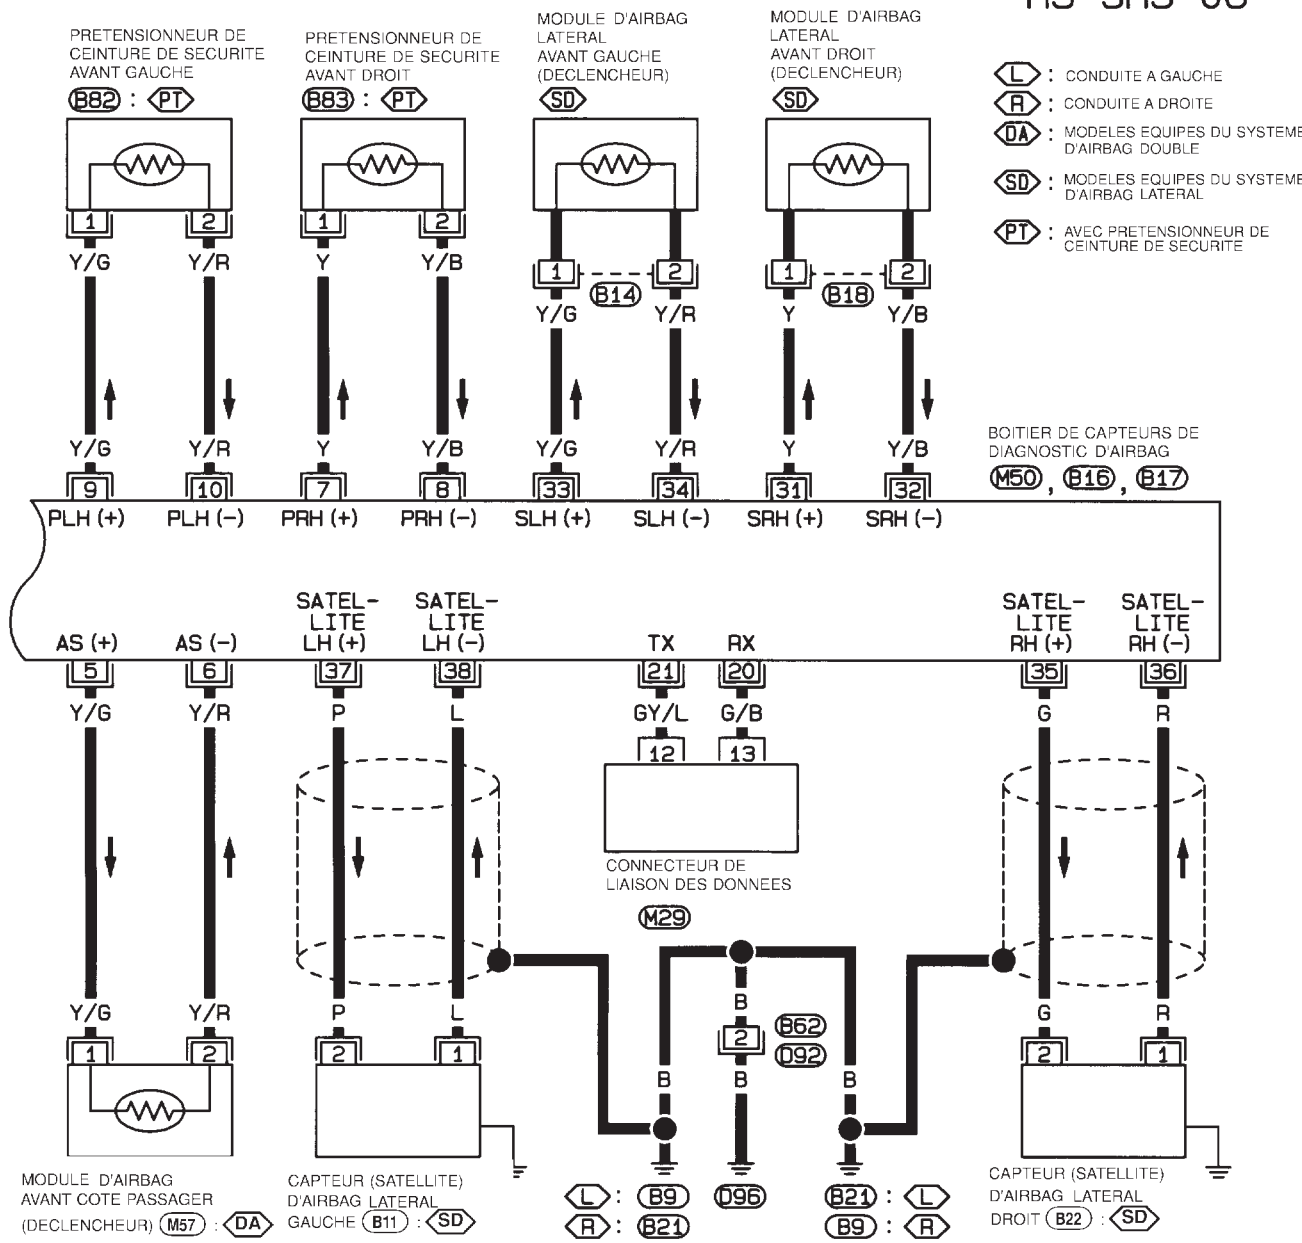 PRETENSIONNEUR DE
CEINTURE DE SECURITE
AVANT GAUCHE
B82 : PT
PRETENSIONNEUR DE
CEINTURE DE SECURITE
AVANT DROIT
B83 : PT
MODULE D'AIRBAG
LATERAL
AVANT GAUCHE
(DECLENCHEUR)
SD
MODULE D'AIRBAG
LATERAL
AVANT DROIT
(DECLENCHEUR)
SD
L : CONDUITE A GAUCHE
R : CONDUITE A DROITE
DA : MODELES EQUIPES DU SYSTEME
D'AIRBAG DOUBLE
SD : MODELES EQUIPES DU SYSTEME
D'AIRBAG LATERAL
PT : AVEC PRETENSIONNEUR DE
CEINTURE DE SECURITE
1 2 1 2
Y/G Y/R Y Y/B
1 2 1 2
B14 B18
Y/G Y/R Y Y/B
Y/G Y/R Y Y/B Y/G Y/R Y Y/B
BOITIER DE CAPTEURS DE
DIAGNOSTIC D'AIRBAG
M50 , B16 , B17
9 10 7 8 33 34 31 32
PLH (+) PLH (-) PRH (+) PRH (-) SLH (+) SLH (-) SRH (+) SRH (-)
AS (+) AS (-)
SATEL-
LITE
LH (+)
SATEL-
LITE
LH (-)
TX RX
SATEL-
LITE
RH (+)
SATEL-
LITE
RH (-)
5 6 37 38 21 20 35 36
Y/G Y/R P L GY/L G/B G R
12 13
CONNECTEUR DE
LIAISON DES DONNEES
M29
Y/G Y/R P L B G R
2 B62
D92
1 2 2 1 2 1
B B B
MODULE D'AIRBAG
AVANT COTE PASSAGER
(DECLENCHEUR) M57 : DA
CAPTEUR (SATELLITE)
D'AIRBAG LATERAL
GAUCHE B11 : SD
L : B9
R : B21
D96
B21 : L
B9 : R
CAPTEUR (SATELLITE)
D'AIRBAG LATERAL
DROIT B22 : SD